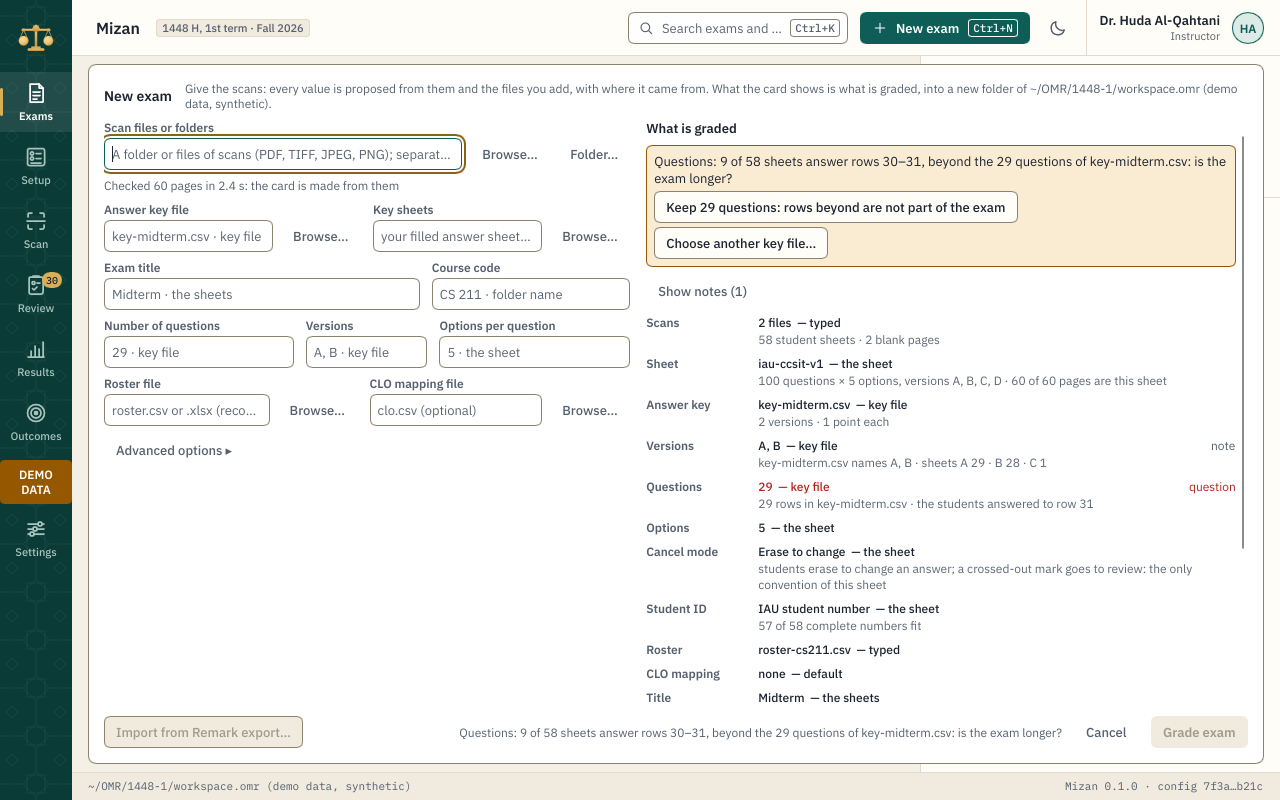 Mizan
1448 H, 1st term · Fall 2026
Search exams and ...
Ctrl+K
New exam
Ctrl+N
Dr. Huda Al-Qahtani
Instructor
HA
Exams
Setup
Scan
30
Review
Results
Outcomes
DEMO
DATA
Settings
New exam
Give the scans: every value is proposed from them and the files you add, with where it came from. What the card shows is what is graded, into a new folder of ~/OMR/1448-1/workspace.omr (demo
data, synthetic).
Scan files or folders
A folder or files of scans (PDF, TIFF, JPEG, PNG); separat...
Browse...
Folder...
Checked 60 pages in 2.4 s: the card is made from them
Answer key file
Key sheets
key-midterm.csv · key file
Browse...
your filled answer sheet...
Browse...
Exam title
Course code
Midterm · the sheets
CS 211 · folder name
Number of questions
Versions
Options per question
29 · key file
A, B · key file
5 · the sheet
Roster file
CLO mapping file
roster.csv or .xlsx (reco...
Browse...
clo.csv (optional)
Browse...
Advanced options ▸
What is graded
Questions: 9 of 58 sheets answer rows 30–31, beyond the 29 questions of key-midterm.csv: is the
exam longer?
Keep 29 questions: rows beyond are not part of the exam
Choose another key file...
Show notes (1)
Scans
2 files — typed
58 student sheets · 2 blank pages
Sheet
iau-ccsit-v1 — the sheet
100 questions × 5 options, versions A, B, C, D · 60 of 60 pages are this sheet
Answer key
key-midterm.csv — key file
2 versions · 1 point each
Versions
A, B — key file
note
key-midterm.csv names A, B · sheets A 29 · B 28 · C 1
Questions
29 — key file
question
29 rows in key-midterm.csv · the students answered to row 31
Options
5 — the sheet
Cancel mode
Erase to change — the sheet
students erase to change an answer; a crossed-out mark goes to review: the only
convention of this sheet
Student ID
IAU student number — the sheet
57 of 58 complete numbers fit
Roster
roster-cs211.csv — typed
CLO mapping
none — default
Title
Midterm — the sheets
Import from Remark export...
Questions: 9 of 58 sheets answer rows 30–31, beyond the 29 questions of key-midterm.csv: is the exam longer?
Cancel
Grade exam
~/OMR/1448-1/workspace.omr (demo data, synthetic)
Mizan 0.1.0 · config 7f3a…b21c